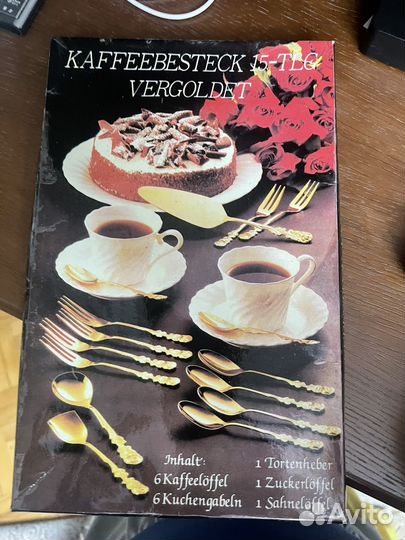 KAFFEEBESTECK 15-TLG
VERGOLDET
Inhalt: 1 Tortenheber
6 Kaffeelöffel 1 Zuckerlöffel
6 Kuchengabeln 1 Sahnelöffel
Avito